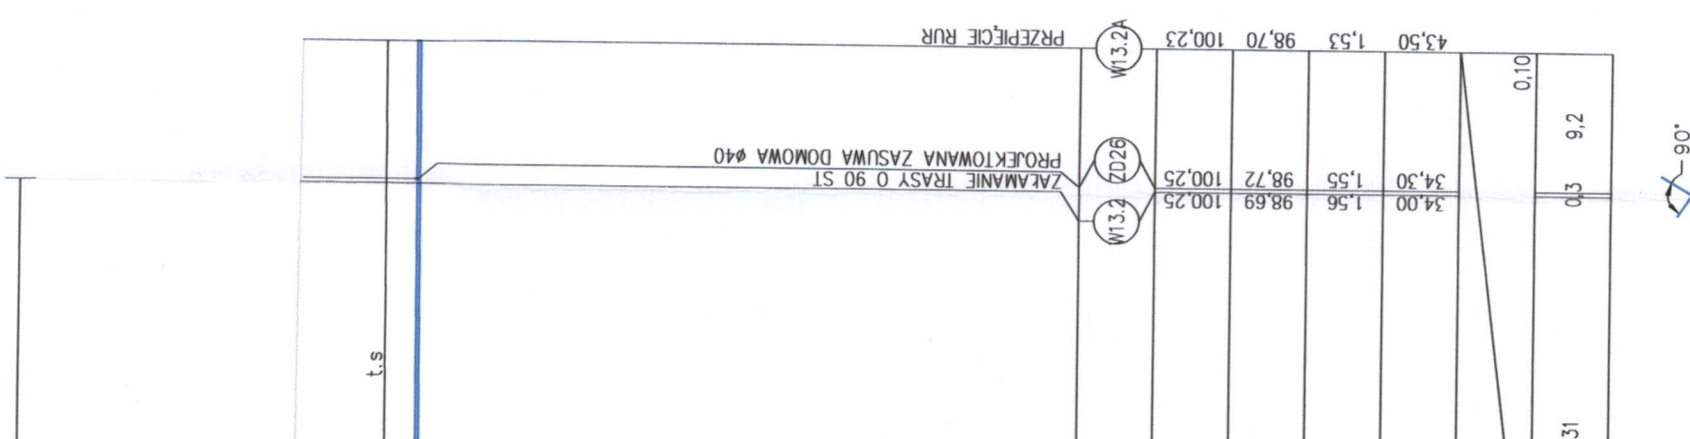 PRZEPIĘCIE RUR
W13.2A
100,23
98,70
1,53
43,50
0,10
9,2
PROJEKTOWANA ZASUWA DOMOWA ø40
ZD26
100,25
98,72
1,55
34,30
ZAŁAMANIE TRASY O 90 ST
W13.2
100,25
98,69
1,56
34,00
0,3
90°
t.s
31